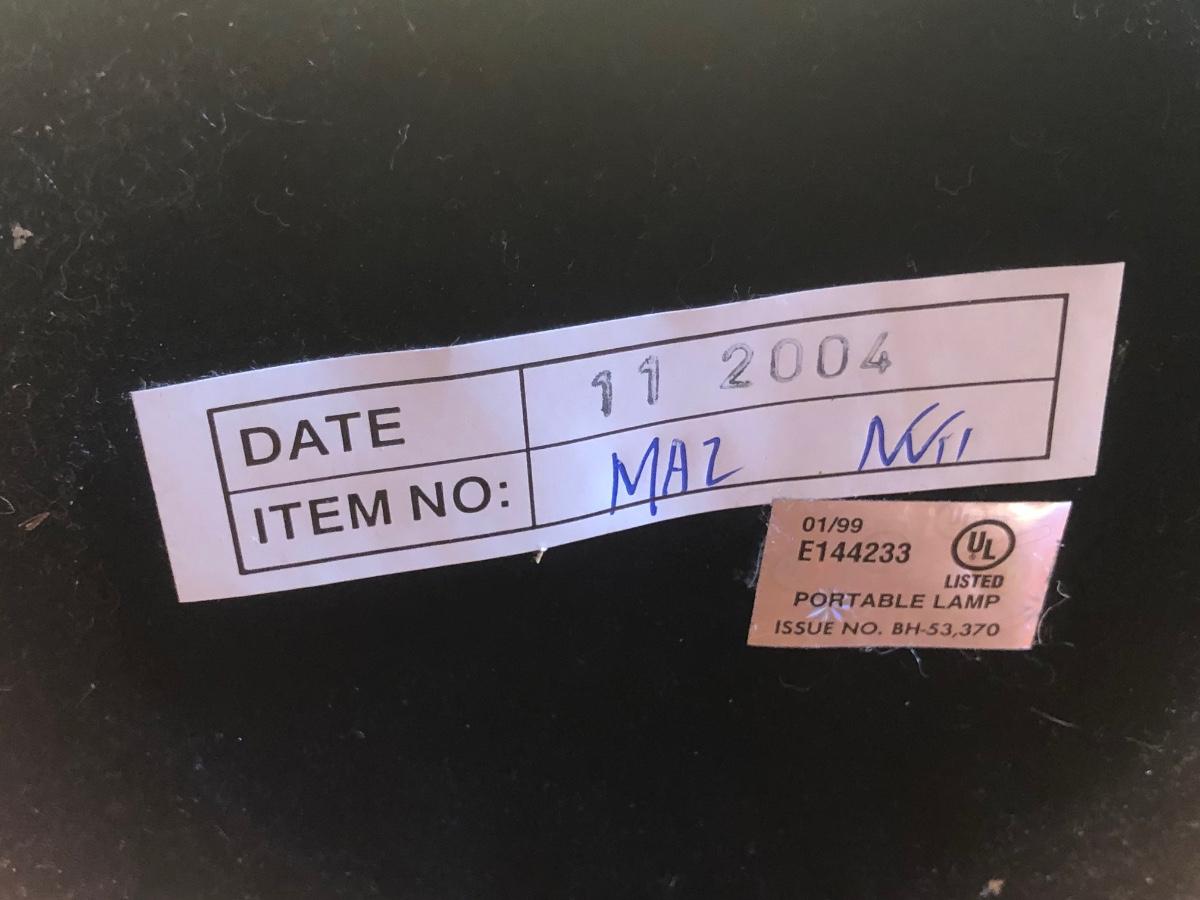 DATE 11 2004
ITEM NO: MAZ
01/99
E144233 UL
LISTED
PORTABLE LAMP
ISSUE NO. BH-53,370